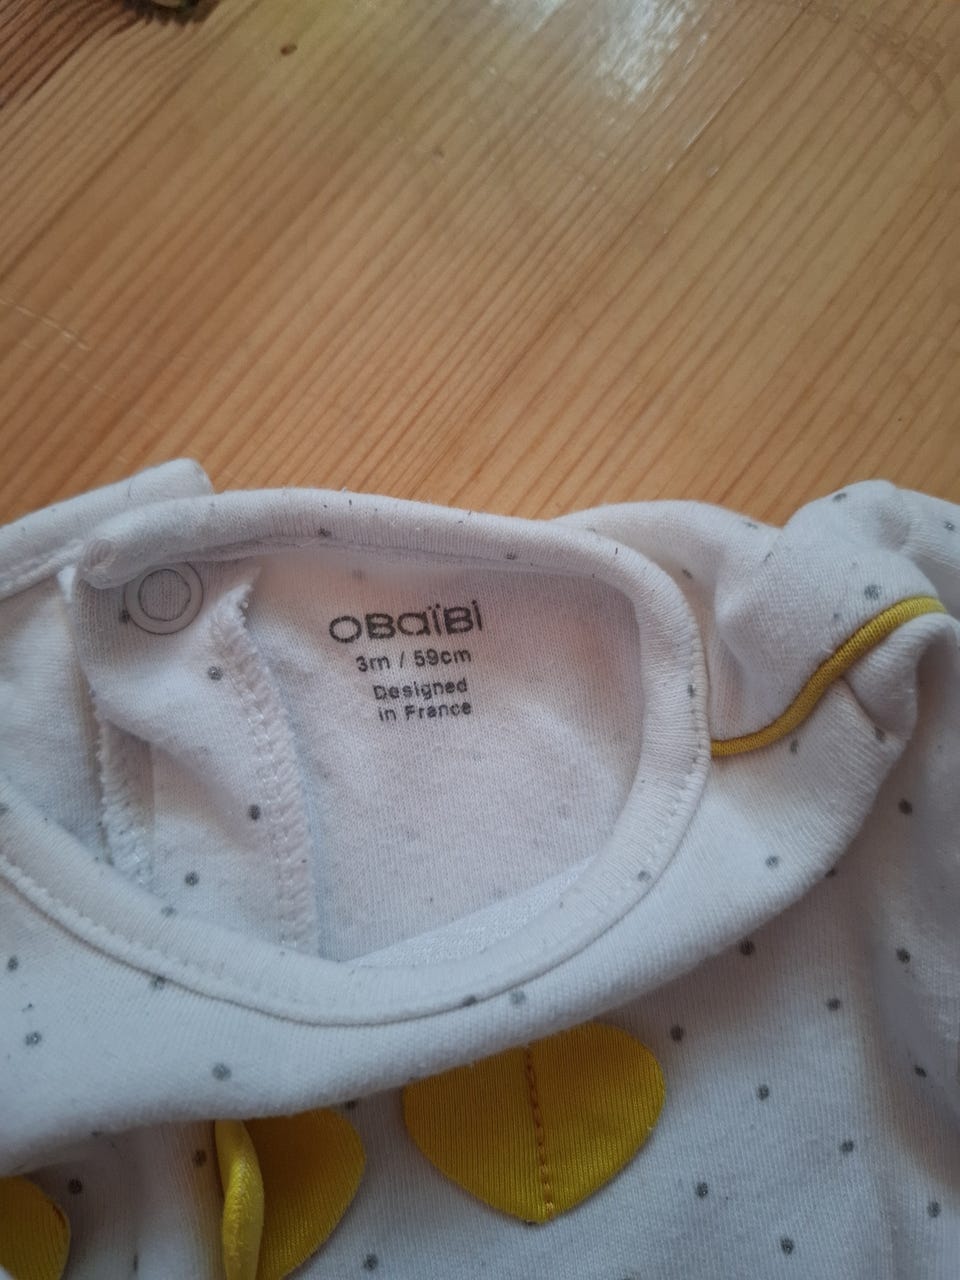 OBaïBi
3m / 59cm
Designed
in France